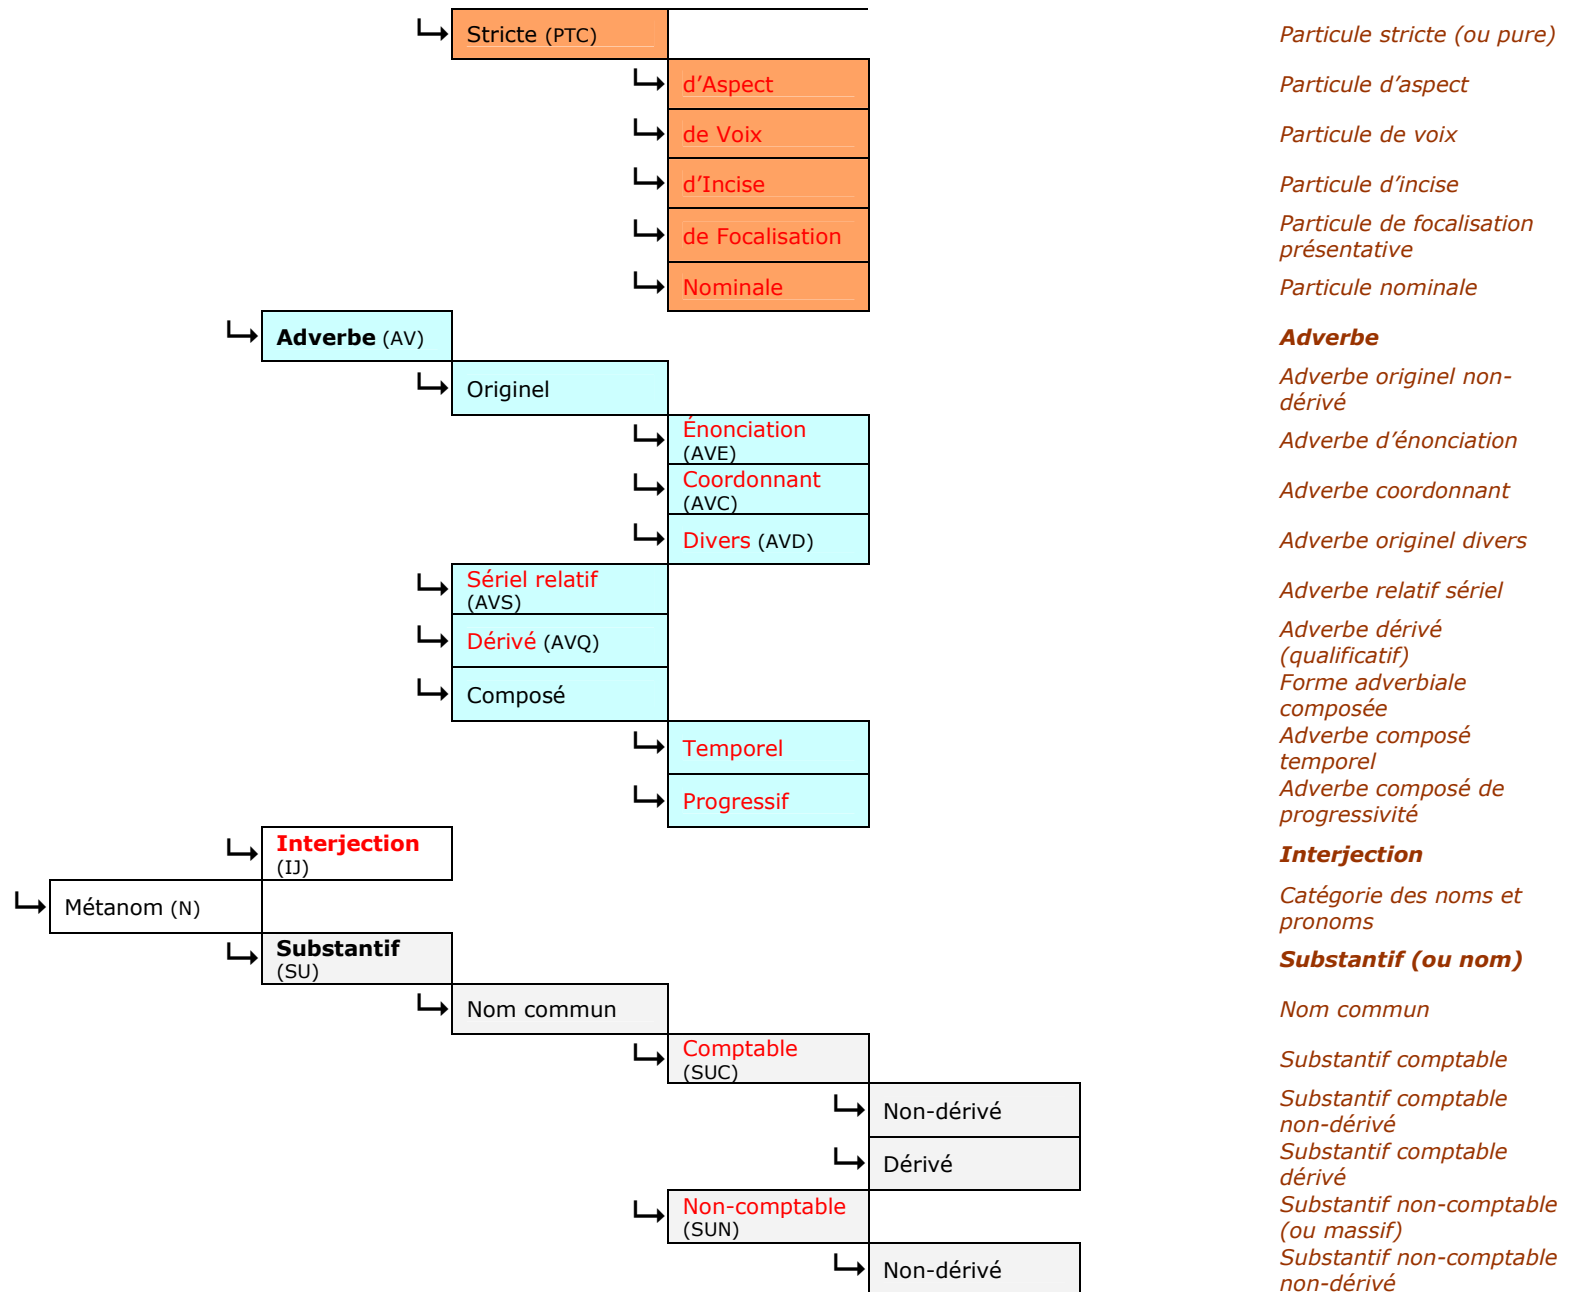 Stricte (PTC) Particule stricte (ou pure)
d'Aspect Particule d'aspect
de Voix Particule de voix
d'Incise Particule d'incise
de Focalisation Particule de focalisation
présentative
Nominale Particule nominale
Adverbe (AV) Adverbe
Originel Adverbe originel non-
dérivé
Énonciation
(AVE) Adverbe d'énonciation
Coordonnant
(AVC) Adverbe coordonnant
Divers (AVD) Adverbe originel divers
Sériel relatif
(AVS) Adverbe relatif sériel
Dérivé (AVQ) Adverbe dérivé
(qualificatif)
Composé Forme adverbiale
composée
Temporel Adverbe composé
temporel
Progressif Adverbe composé de
progressivité
Interjection
(IJ) Interjection
Métanom (N) Catégorie des noms et
pronoms
Substantif
(SU) Substantif (ou nom)
Nom commun Nom commun
Comptable
(SUC) Substantif comptable
Non-dérivé Substantif comptable
non-dérivé
Dérivé Substantif comptable
dérivé
Non-comptable
(SUN) Substantif non-comptable
(ou massif)
Non-dérivé Substantif non-comptable
non-dérivé